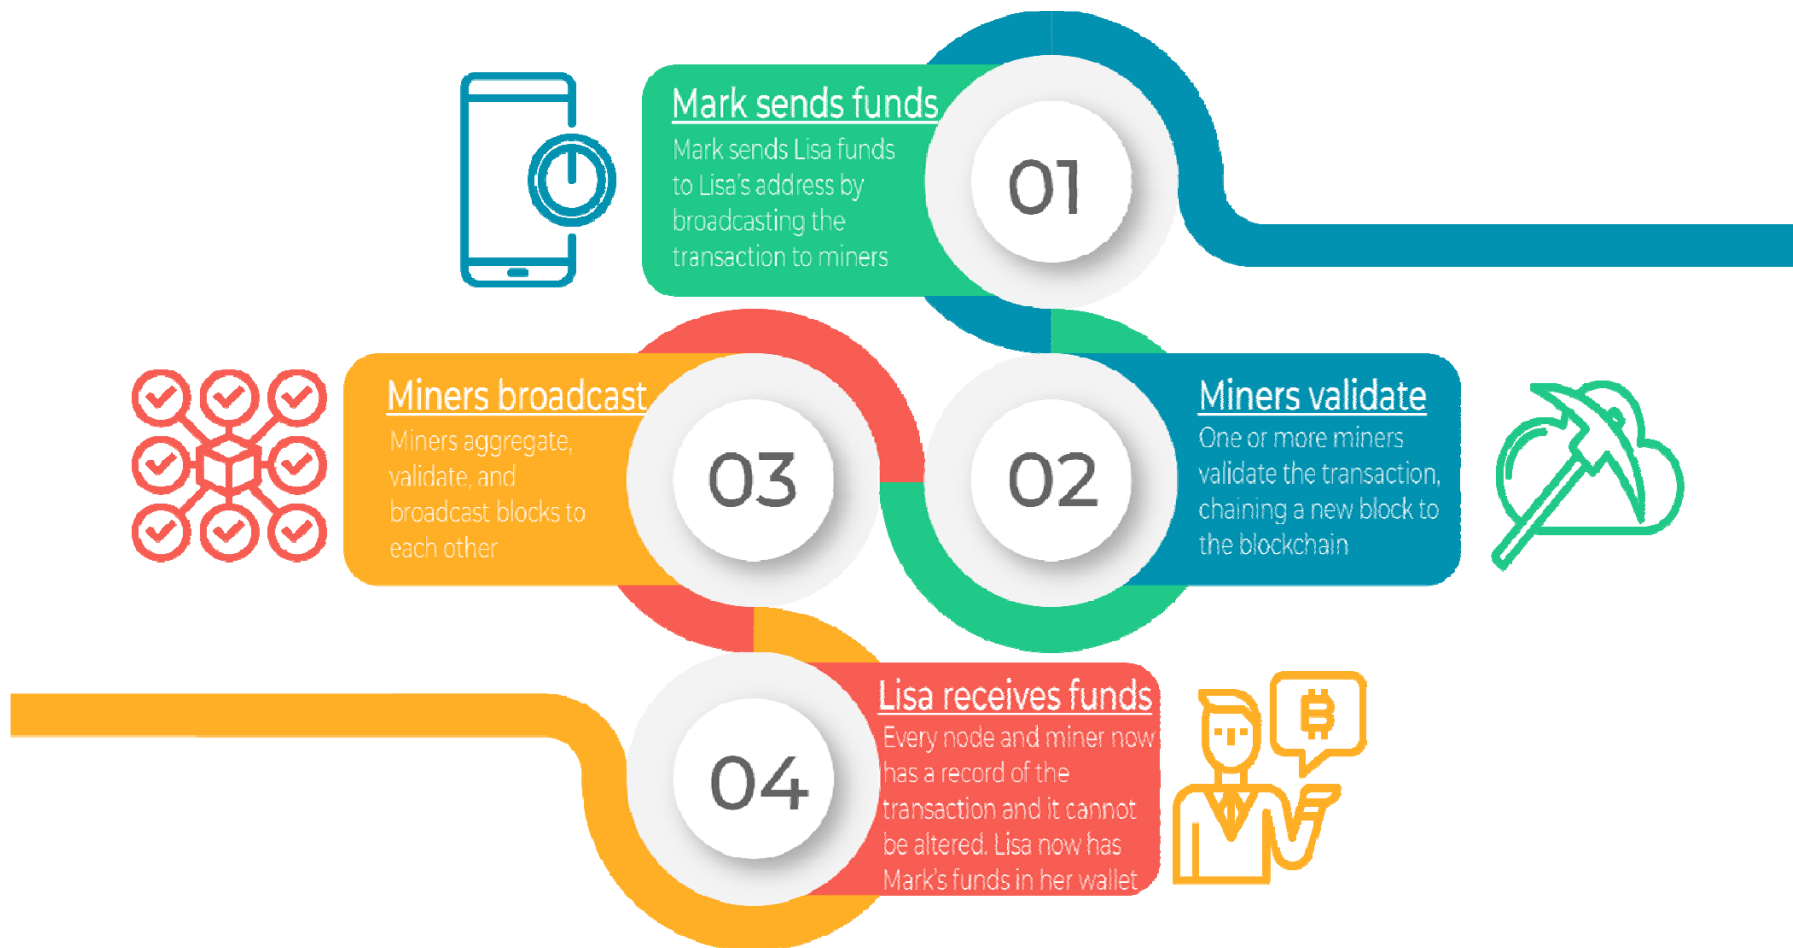 Mark sends funds
Mark sends Lisa funds
to Lisa's address by
broadcasting the
transaction to miners
01
Miners validate
One or more miners
validate the transaction,
chaining a new block to
the blockchain
02
Miners broadcast
Miners aggregate,
validate, and
broadcast blocks to
each other
03
Lisa receives funds
Every node and miner now
has a record of the
transaction and it cannot
be altered. Lisa now has
Mark's funds in her wallet
04